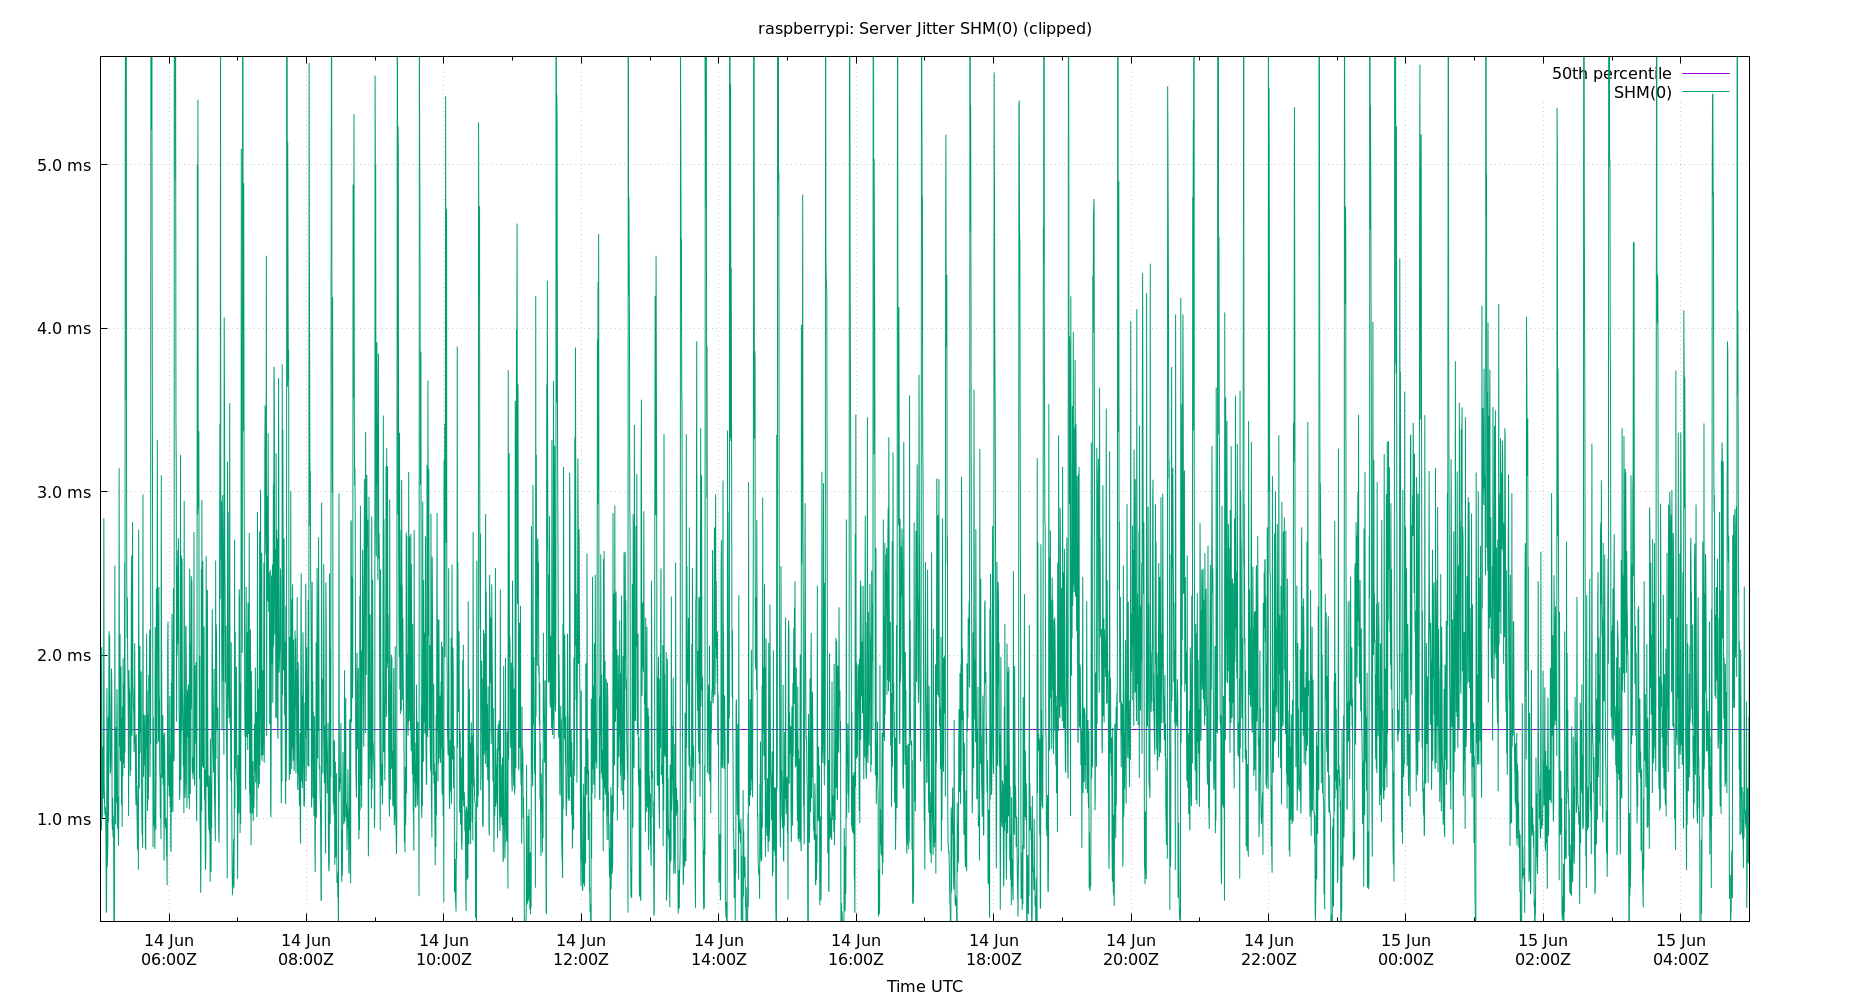 raspberrypi: Server Jitter SHM(0) (clipped)
50th percentile
SHM(0)
5.0 ms
4.0 ms
3.0 ms
2.0 ms
1.0 ms
14 Jun 14 Jun 14 Jun 14 Jun 14 Jun 14 Jun 14 Jun 14 Jun 14 Jun 15 Jun 15 Jun 15 Jun
06:00Z 08:00Z 10:00Z 12:00Z 14:00Z 16:00Z 18:00Z 20:00Z 22:00Z 00:00Z 02:00Z 04:00Z
Time UTC